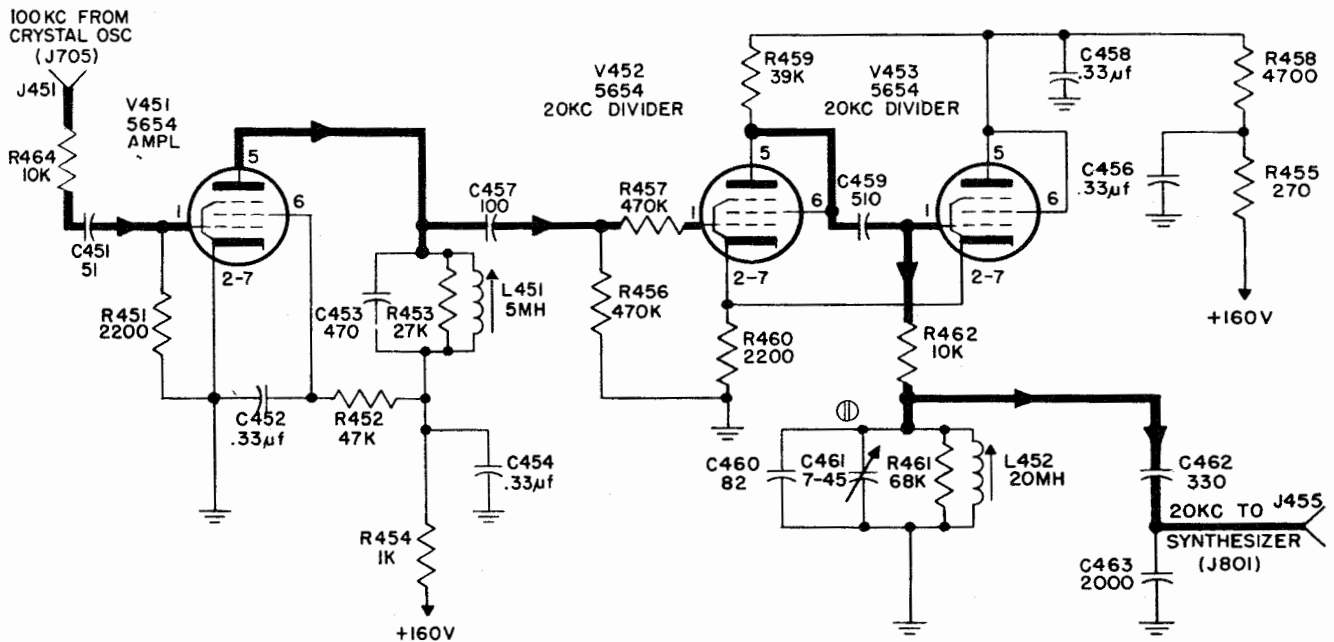 100KC FROM
CRYSTAL OSC
(J705)
J451
V451
5654
AMPL
R464
10K
5
1
6
2-7
C451
51
R451
2200
C452
.33µf
R452
47K
C453
470
R453
27K
L451
5MH
C454
.33µf
R454
1K
+160V
C457
100
R457
470K
R456
470K
V452
5654
20KC DIVIDER
R459
39K
5
1
6
2-7
R460
2200
C459
510
V453
5654
20KC DIVIDER
5
1
6
2-7
C458
.33µf
R458
4700
C456
.33µf
R455
270
+160V
R462
10K
C460
82
C461
7-45
R461
68K
L452
20MH
C462
330
20KC TO
SYNTHESIZER
(J801)
J455
C463
2000